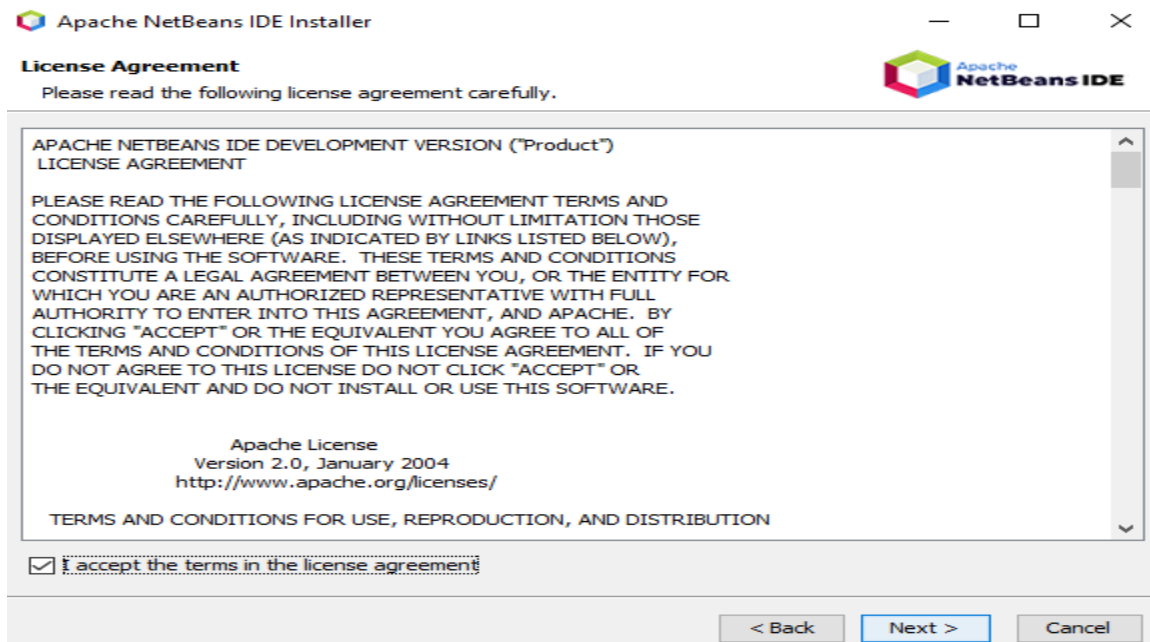 Apache NetBeans IDE Installer
License Agreement
Please read the following license agreement carefully.
Apache
NetBeans IDE
APACHE NETBEANS IDE DEVELOPMENT VERSION ("Product")
LICENSE AGREEMENT
PLEASE READ THE FOLLOWING LICENSE AGREEMENT TERMS AND
CONDITIONS CAREFULLY, INCLUDING WITHOUT LIMITATION THOSE
DISPLAYED ELSEWHERE (AS INDICATED BY LINKS LISTED BELOW),
BEFORE USING THE SOFTWARE.  THESE TERMS AND CONDITIONS
CONSTITUTE A LEGAL AGREEMENT BETWEEN YOU, OR THE ENTITY FOR
WHICH YOU ARE AN AUTHORIZED REPRESENTATIVE WITH FULL
AUTHORITY TO ENTER INTO THIS AGREEMENT, AND APACHE.  BY
CLICKING "ACCEPT" OR THE EQUIVALENT YOU AGREE TO ALL OF
THE TERMS AND CONDITIONS OF THIS LICENSE AGREEMENT.  IF YOU
DO NOT AGREE TO THIS LICENSE DO NOT CLICK "ACCEPT" OR
THE EQUIVALENT AND DO NOT INSTALL OR USE THIS SOFTWARE.
Apache License
Version 2.0, January 2004
http://www.apache.org/licenses/
TERMS AND CONDITIONS FOR USE, REPRODUCTION, AND DISTRIBUTION
I accept the terms in the license agreement
< Back
Next >
Cancel